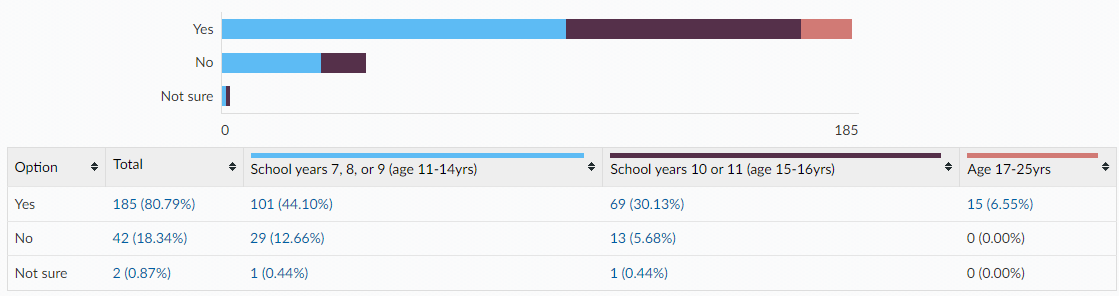 Yes
No
Not sure
0 185
Option Total School years 7, 8, or 9 (age 11-14yrs) School years 10 or 11 (age 15-16yrs) Age 17-25yrs
Yes 185 (80.79%) 101 (44.10%) 69 (30.13%) 15 (6.55%)
No 42 (18.34%) 29 (12.66%) 13 (5.68%) 0 (0.00%)
Not sure 2 (0.87%) 1 (0.44%) 1 (0.44%) 0 (0.00%)